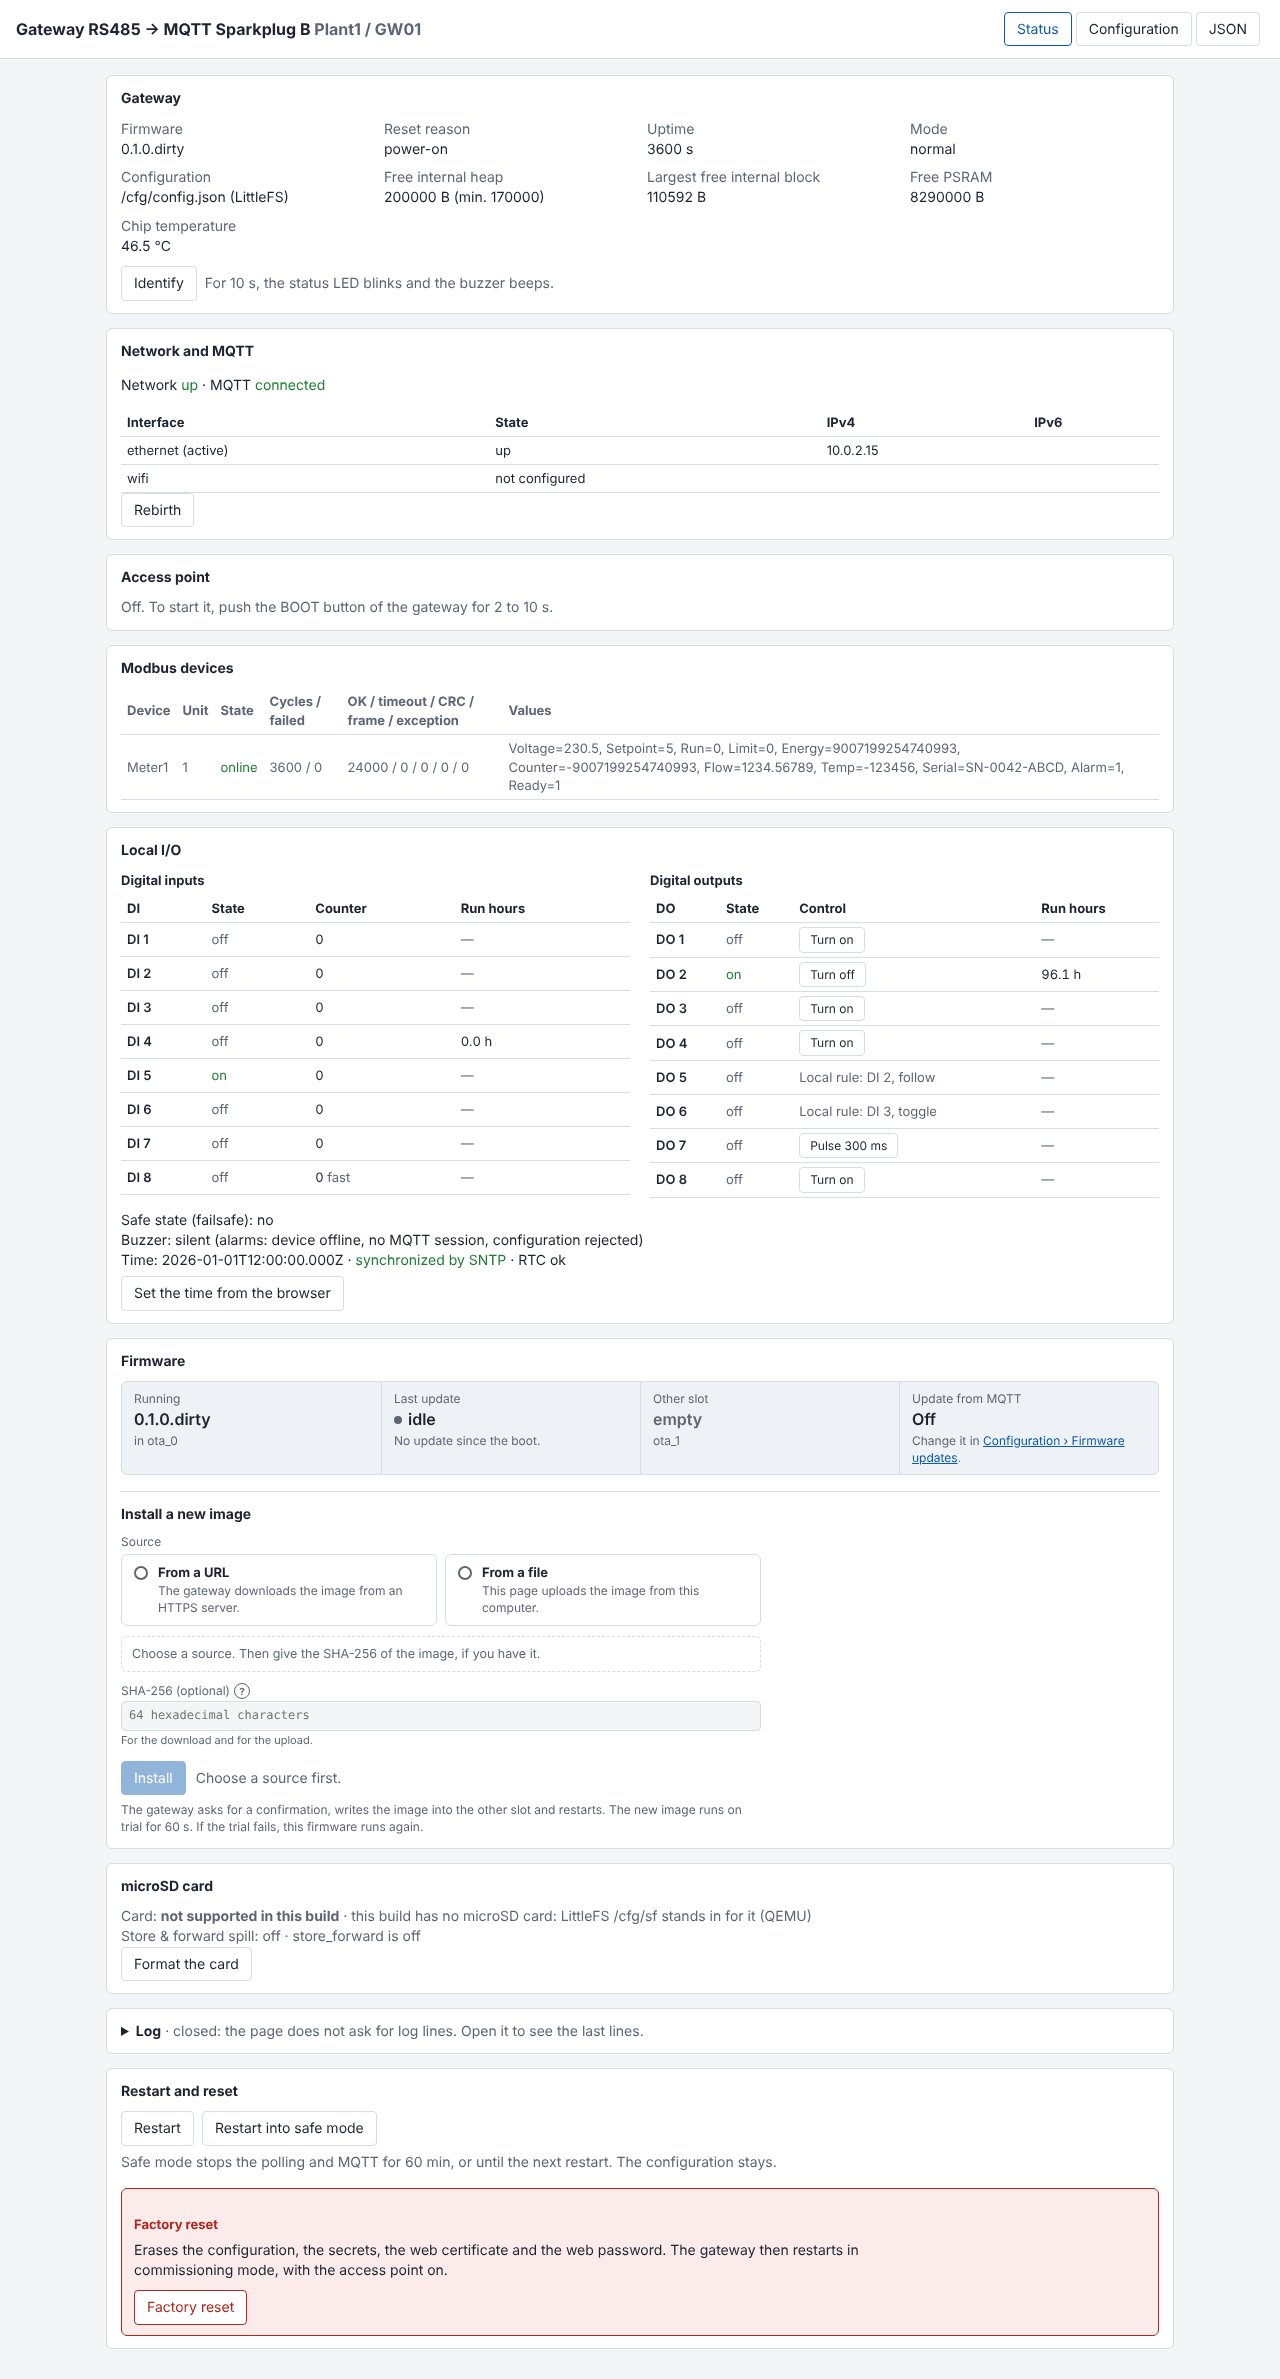 Gateway RS485 → MQTT Sparkplug B Plant1 / GW01
Status
Configuration
JSON
Gateway
Firmware
0.1.0.dirty
Reset reason
power-on
Uptime
3600 s
Mode
normal
Configuration
/cfg/config.json (LittleFS)
Free internal heap
200000 B (min. 170000)
Largest free internal block
110592 B
Free PSRAM
8290000 B
Chip temperature
46.5 °C
Identify
For 10 s, the status LED blinks and the buzzer beeps.
Network and MQTT
Network up · MQTT connected
Interface State IPv4 IPv6
ethernet (active) up 10.0.2.15
wifi not configured
Rebirth
Access point
Off. To start it, push the BOOT button of the gateway for 2 to 10 s.
Modbus devices
Device Unit State Cycles / failed OK / timeout / CRC / frame / exception Values
Meter1 1 online 3600 / 0 24000 / 0 / 0 / 0 / 0
Voltage=230.5, Setpoint=5, Run=0, Limit=0, Energy=9007199254740993,
Counter=-9007199254740993, Flow=1234.56789, Temp=-123456, Serial=SN-0042-ABCD, Alarm=1,
Ready=1
Local I/O
Digital inputs
DI State Counter Run hours
DI 1 off 0 —
DI 2 off 0 —
DI 3 off 0 —
DI 4 off 0 0.0 h
DI 5 on 0 —
DI 6 off 0 —
DI 7 off 0 —
DI 8 off 0 fast —
Digital outputs
DO State Control Run hours
DO 1 off Turn on —
DO 2 on Turn off 96.1 h
DO 3 off Turn on —
DO 4 off Turn on —
DO 5 off Local rule: DI 2, follow —
DO 6 off Local rule: DI 3, toggle —
DO 7 off Pulse 300 ms —
DO 8 off Turn on —
Safe state (failsafe): no
Buzzer: silent (alarms: device offline, no MQTT session, configuration rejected)
Time: 2026-01-01T12:00:00.000Z · synchronized by SNTP · RTC ok
Set the time from the browser
Firmware
Running
0.1.0.dirty
in ota_0
Last update
idle
No update since the boot.
Other slot
empty
ota_1
Update from MQTT
Off
Change it in Configuration › Firmware
updates.
Install a new image
Source
From a URL
The gateway downloads the image from an
HTTPS server.
From a file
This page uploads the image from this
computer.
Choose a source. Then give the SHA-256 of the image, if you have it.
SHA-256 (optional) ?
64 hexadecimal characters
For the download and for the upload.
Install
Choose a source first.
The gateway asks for a confirmation, writes the image into the other slot and restarts. The new image runs on
trial for 60 s. If the trial fails, this firmware runs again.
microSD card
Card: not supported in this build · this build has no microSD card: LittleFS /cfg/sf stands in for it (QEMU)
Store & forward spill: off · store_forward is off
Format the card
Log · closed: the page does not ask for log lines. Open it to see the last lines.
Restart and reset
Restart
Restart into safe mode
Safe mode stops the polling and MQTT for 60 min, or until the next restart. The configuration stays.
Factory reset
Erases the configuration, the secrets, the web certificate and the web password. The gateway then restarts in
commissioning mode, with the access point on.
Factory reset